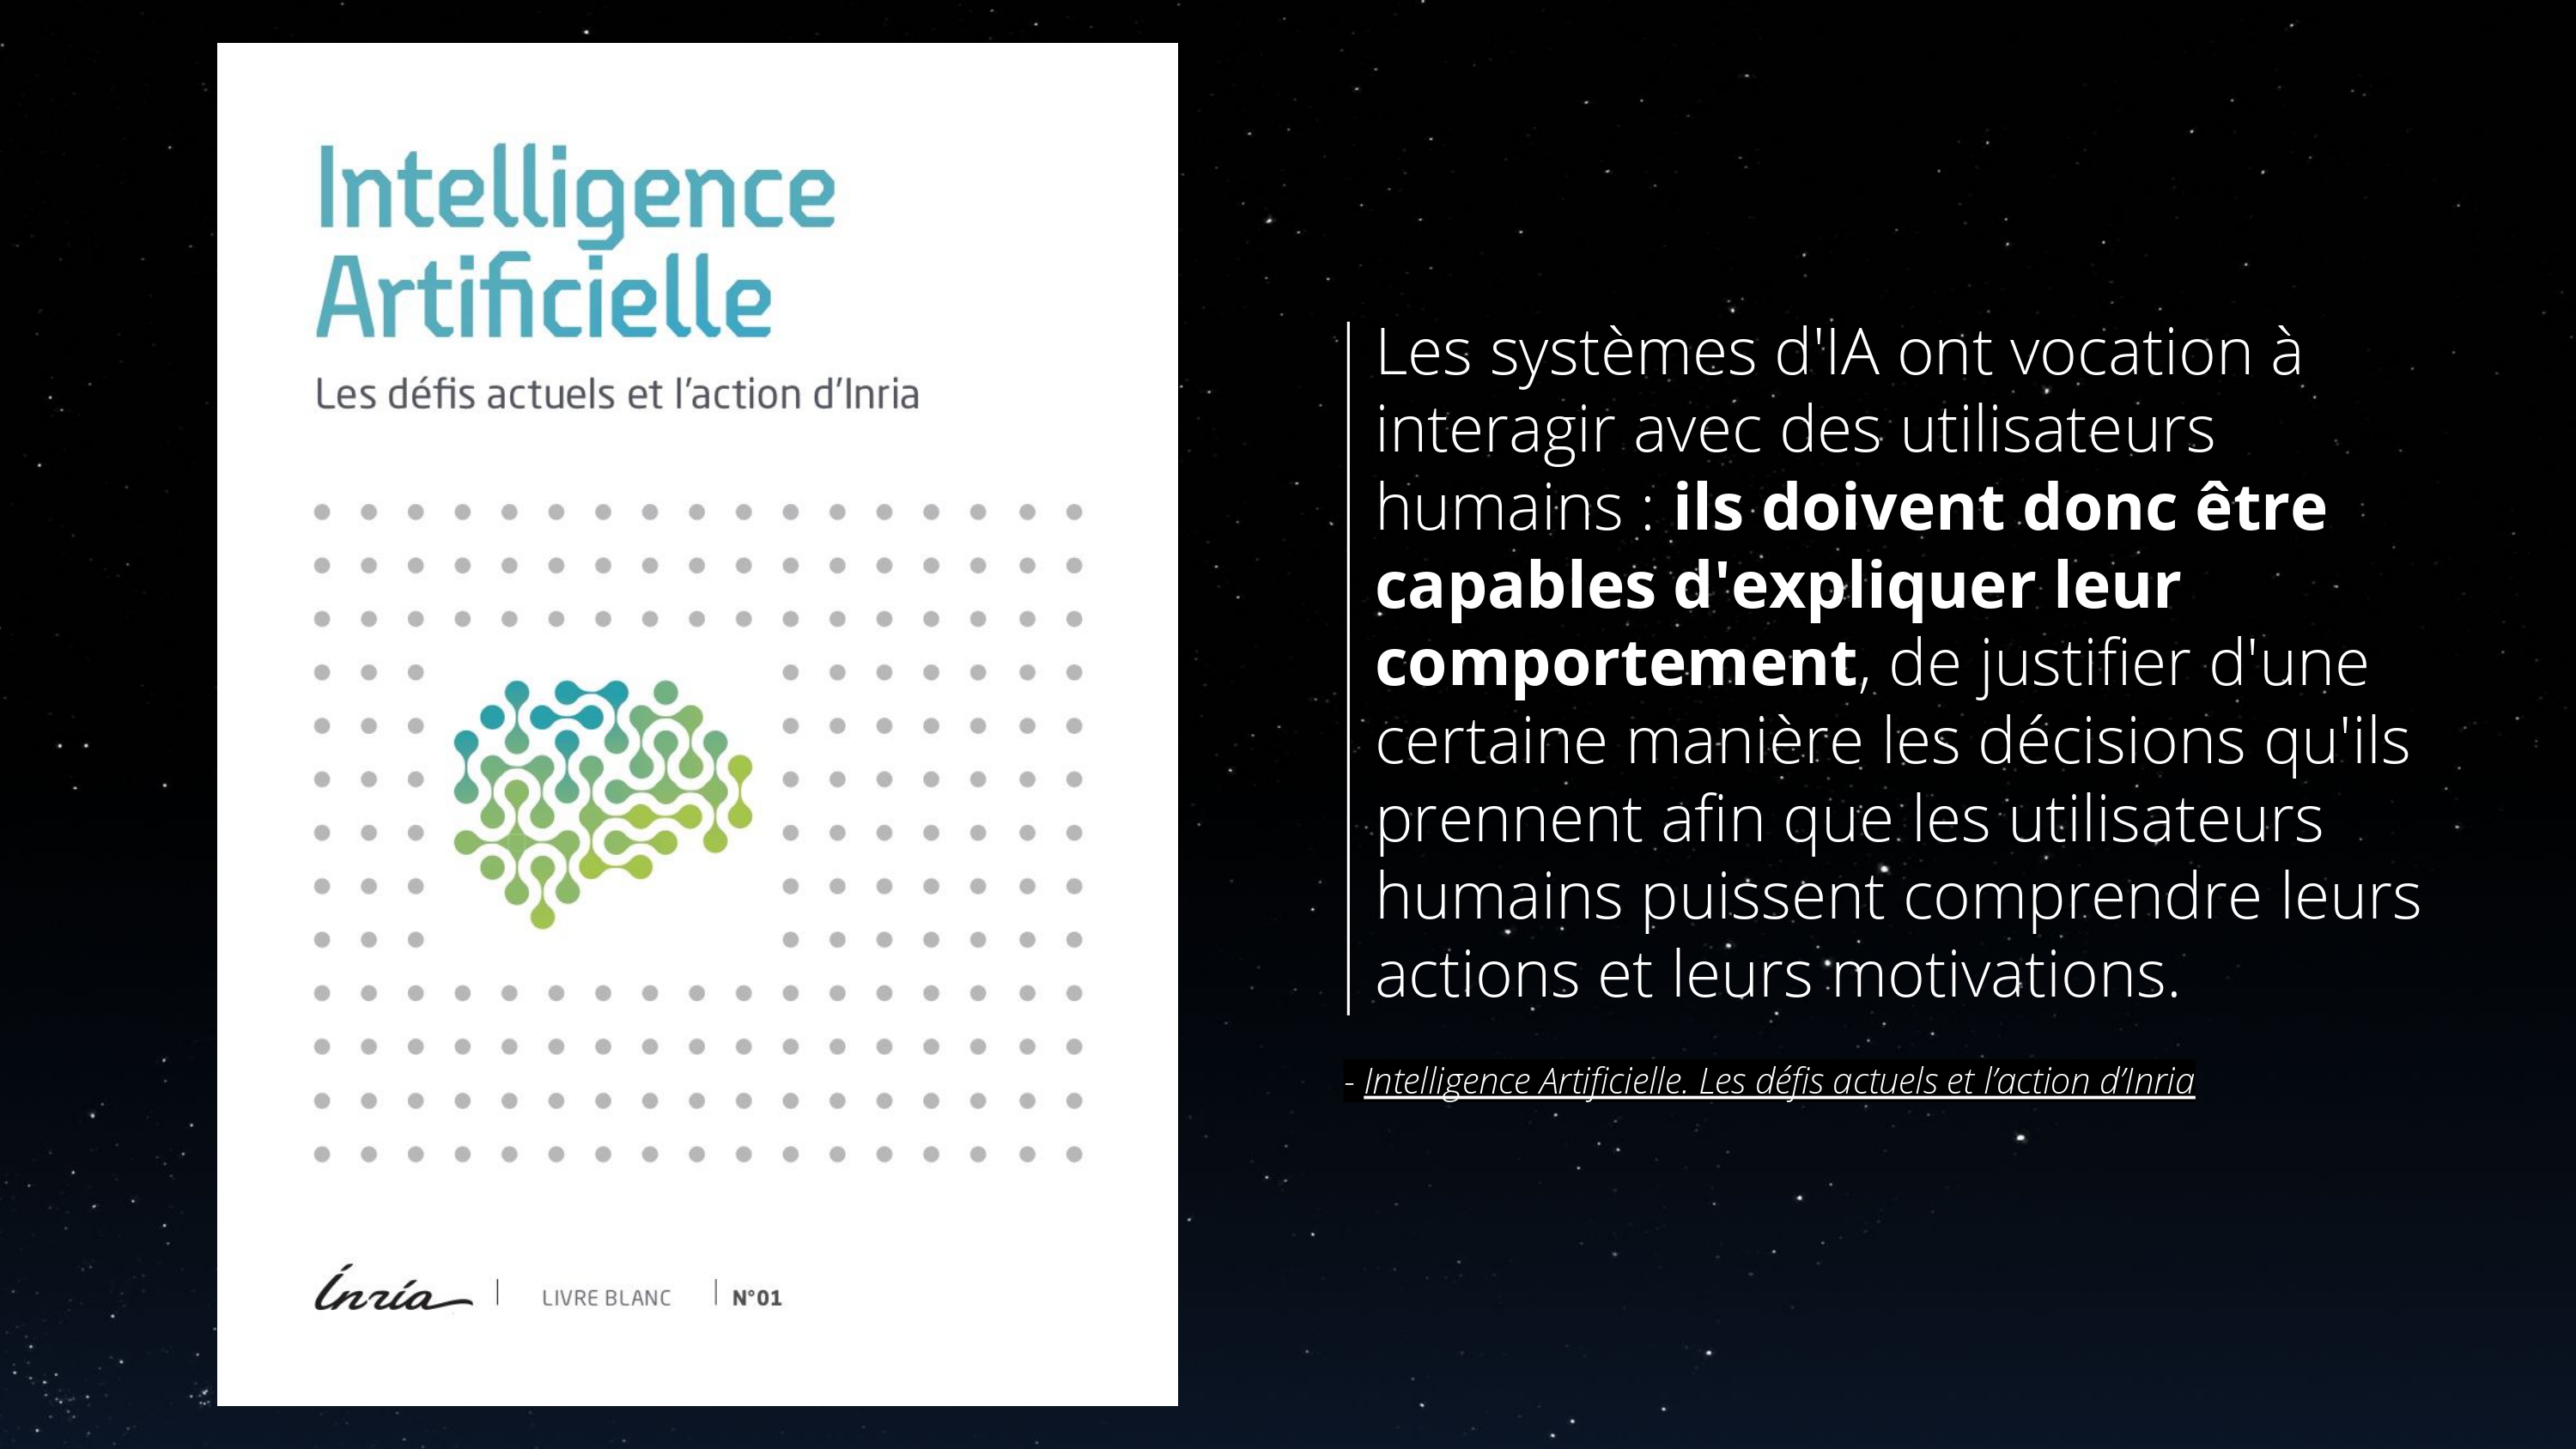 Intelligence
Artificielle
Les défis actuels et l’action d’Inria
Inria
LIVRE BLANC
N°01
Les systèmes d'IA ont vocation à
interagir avec des utilisateurs
humains : ils doivent donc être
capables d'expliquer leur
comportement, de justifier d'une
certaine manière les décisions qu'ils
prennent afin que les utilisateurs
humains puissent comprendre leurs
actions et leurs motivations.
- Intelligence Artificielle. Les défis actuels et l’action d’Inria